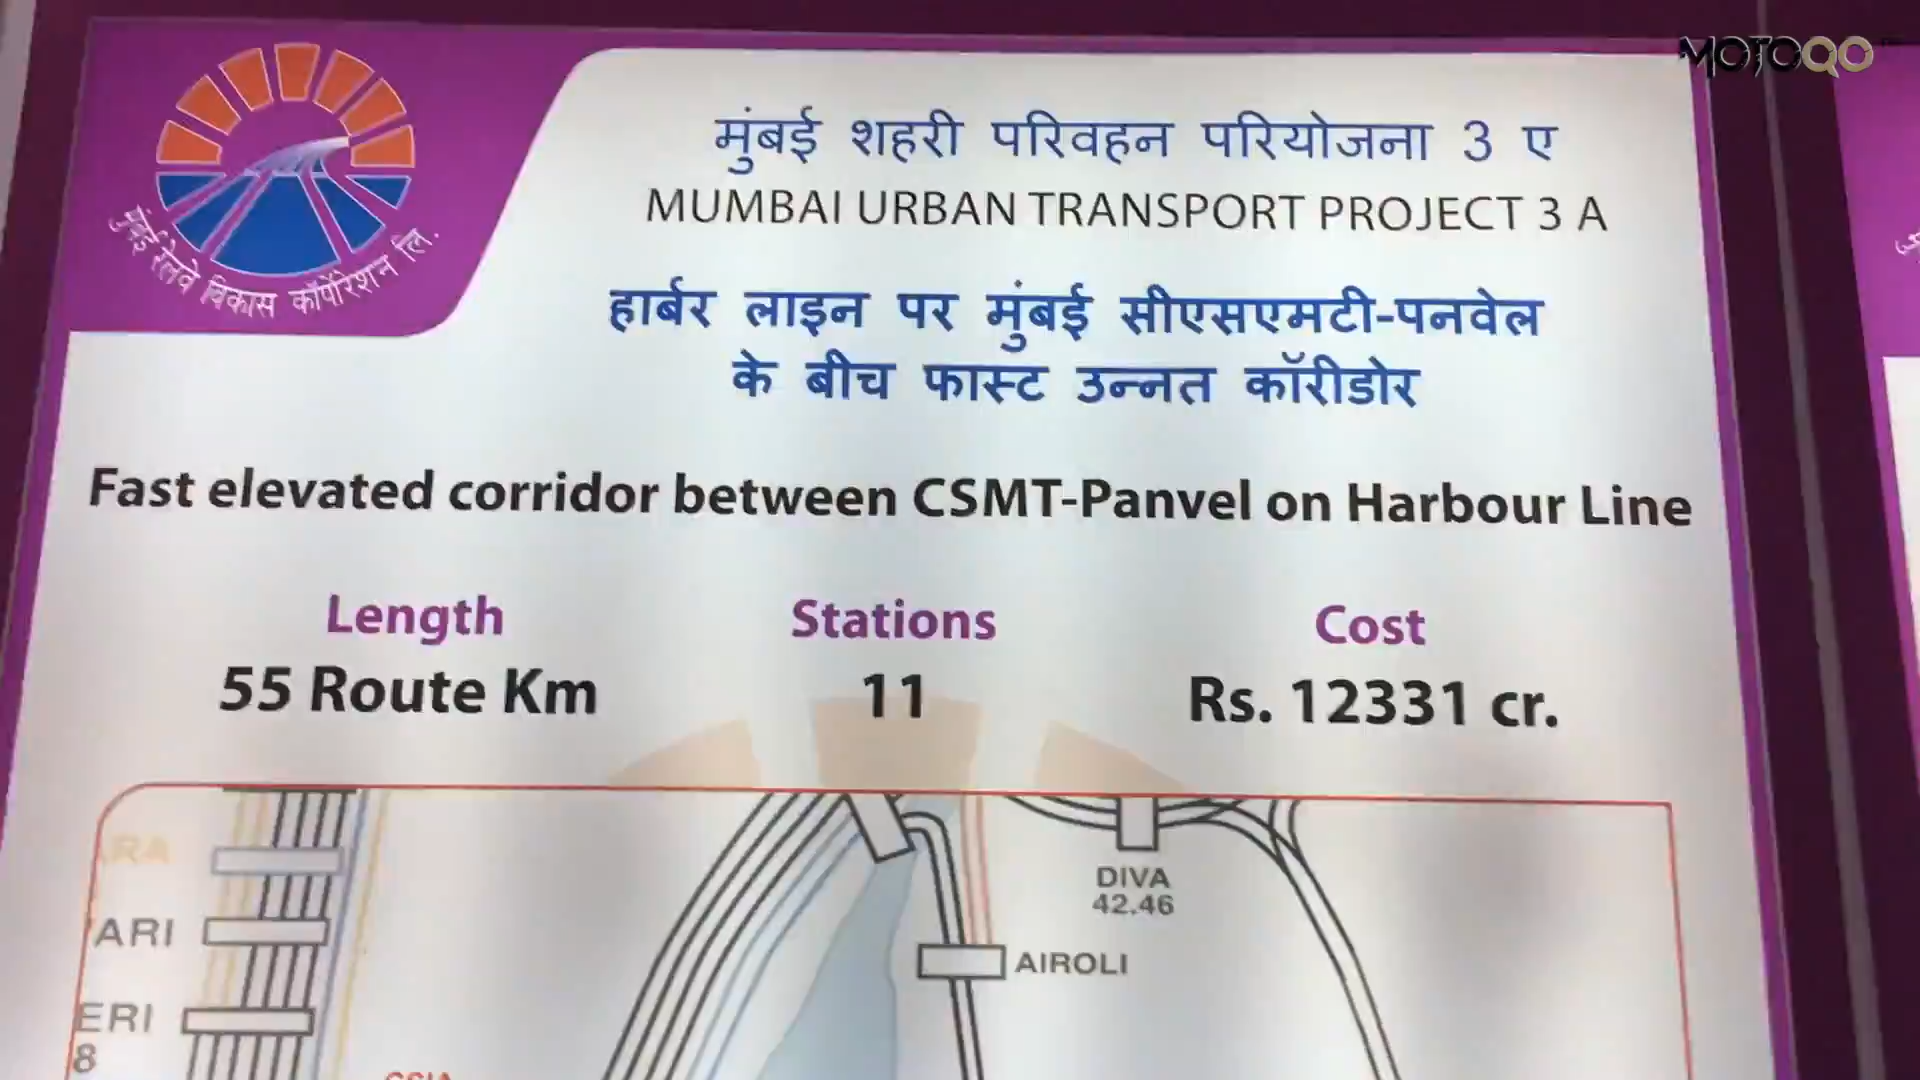 MOTOQO
मुंबई रेलवे विकास कॉर्पोरेशन लि.
मुंबई शहरी परिवहन परियोजना 3 ए
MUMBAI URBAN TRANSPORT PROJECT 3 A
हार्बर लाइन पर मुंबई सीएसएमटी-पनवेल
के बीच फास्ट उन्नत कॉरीडोर
Fast elevated corridor between CSMT-Panvel on Harbour Line
Length Stations Cost
55 Route Km 11 Rs. 12331 cr.
RA
ARI
ERI
8
DIVA
42.46
AIROLI